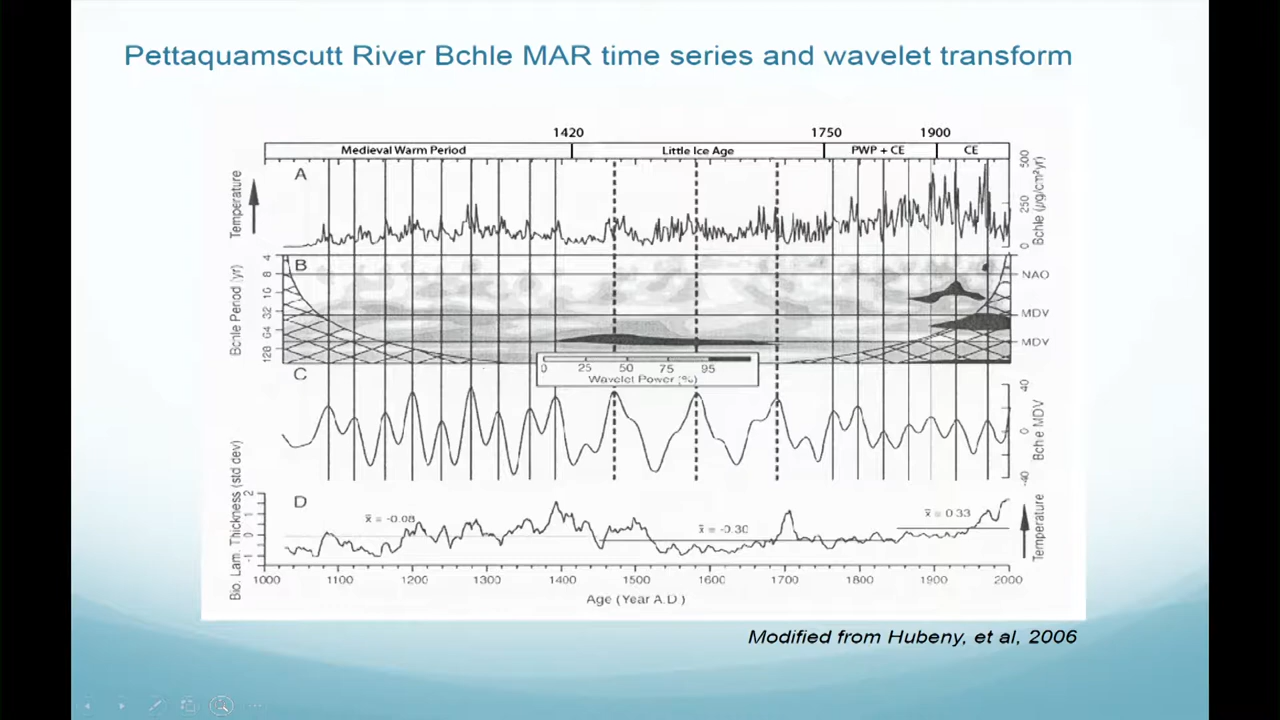 Pettaquamscutt River Bchle MAR time series and wavelet transform
1420 1750 1900
Medieval Warm Period Little Ice Age PWP + CE CE
A
Temperature
500
250
0
Bchle (µg/cm²yr)
B
Bchle Period (yr)
4
8
10
32
64
128
NAO
MDV
MDV
0 25 50 75 95
Wavelet Power (%)
C
40
0
-40
Bchle MDV
D
Bio. Lam. Thickness (std dev)
2
1
0
-1
x̄ = -0.08
x̄ = -0.30
x̄ = 0.33
Temperature
1000 1100 1200 1300 1400 1500 1600 1700 1800 1900 2000
Age (Year A.D.)
Modified from Hubeny, et al, 2006